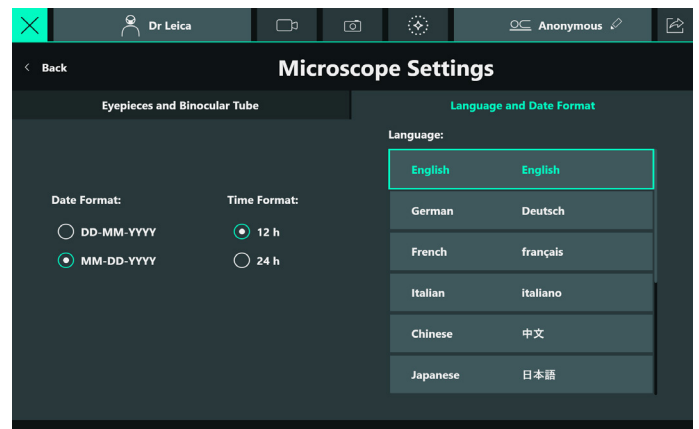 Dr Leica
Anonymous
Back
Microscope Settings
Eyepieces and Binocular Tube
Language and Date Format
Date Format:
DD-MM-YYYY
MM-DD-YYYY
Time Format:
12 h
24 h
Language:
English English
German Deutsch
French français
Italian italiano
Chinese 中文
Japanese 日本語